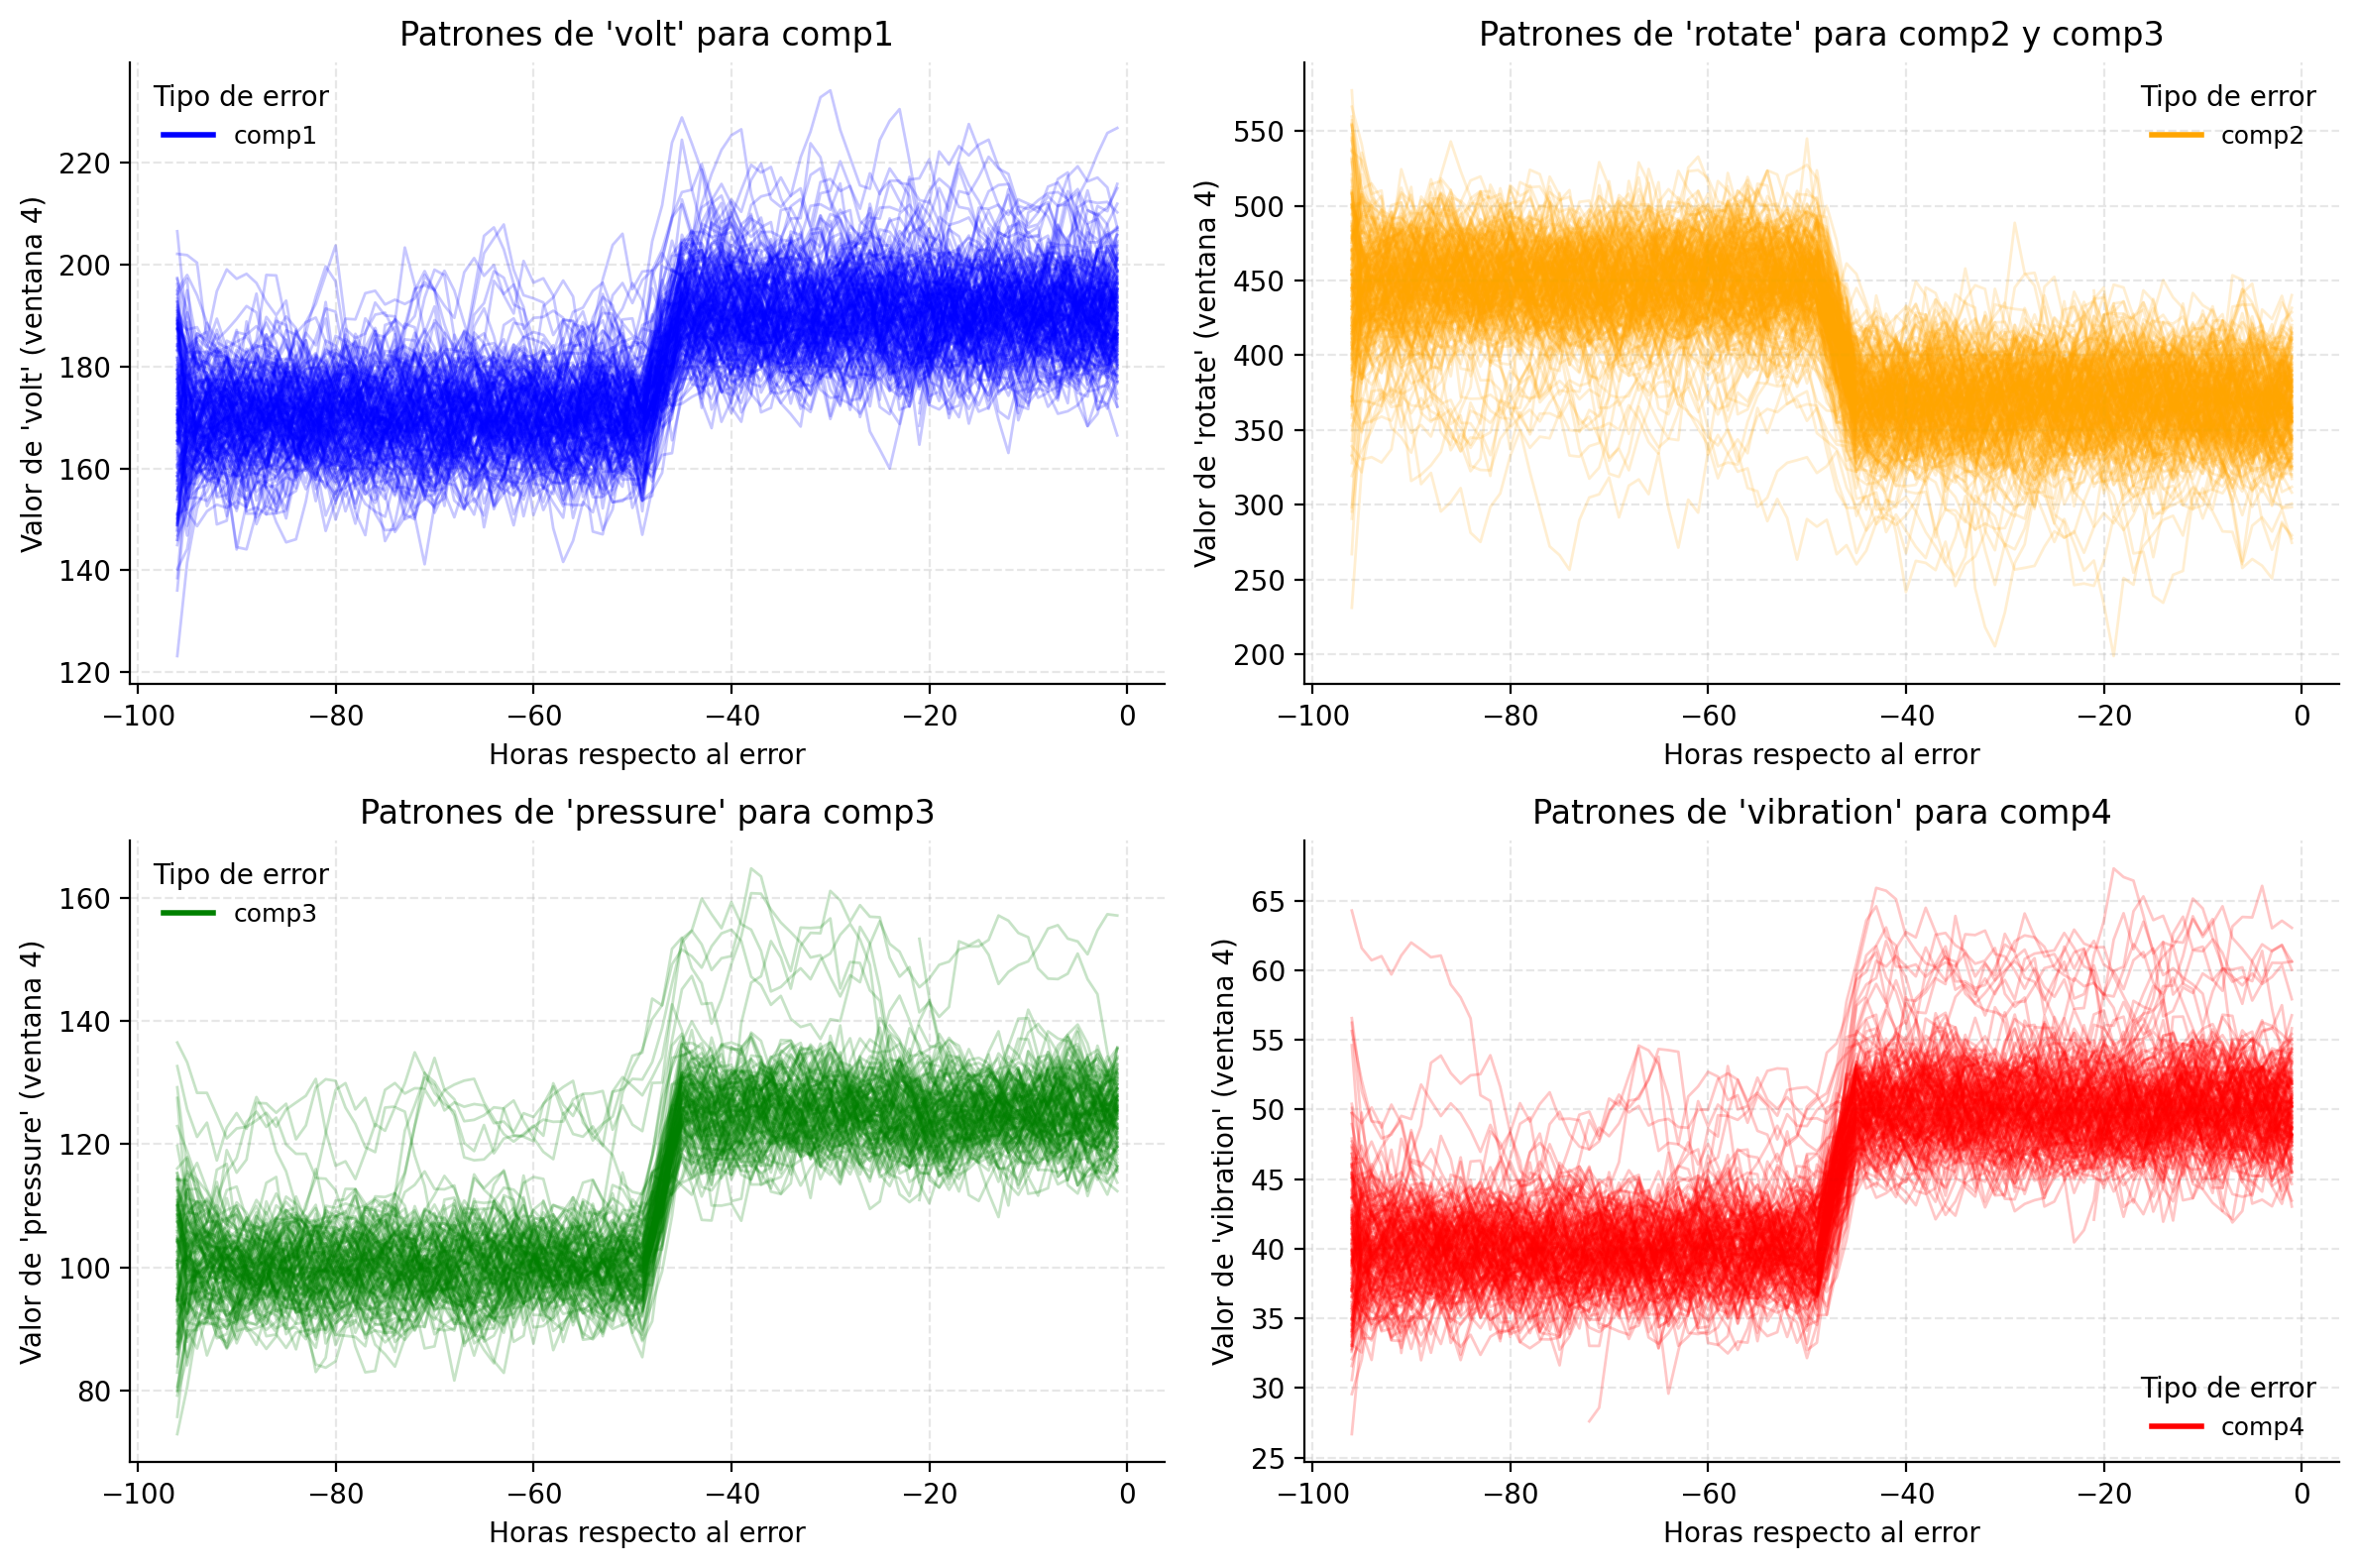 Patrones de 'volt' para comp1
Valor de 'volt' (ventana 4)
Tipo de error
comp1
220
200
180
160
140
120
−100 −80 −60 −40 −20 0
Horas respecto al error
Patrones de 'rotate' para comp2 y comp3
Valor de 'rotate' (ventana 4)
Tipo de error
comp2
550
500
450
400
350
300
250
200
−100 −80 −60 −40 −20 0
Horas respecto al error
Patrones de 'pressure' para comp3
Valor de 'pressure' (ventana 4)
Tipo de error
comp3
160
140
120
100
80
−100 −80 −60 −40 −20 0
Horas respecto al error
Patrones de 'vibration' para comp4
Valor de 'vibration' (ventana 4)
65
60
55
50
45
40
35
30
25
Tipo de error
comp4
−100 −80 −60 −40 −20 0
Horas respecto al error